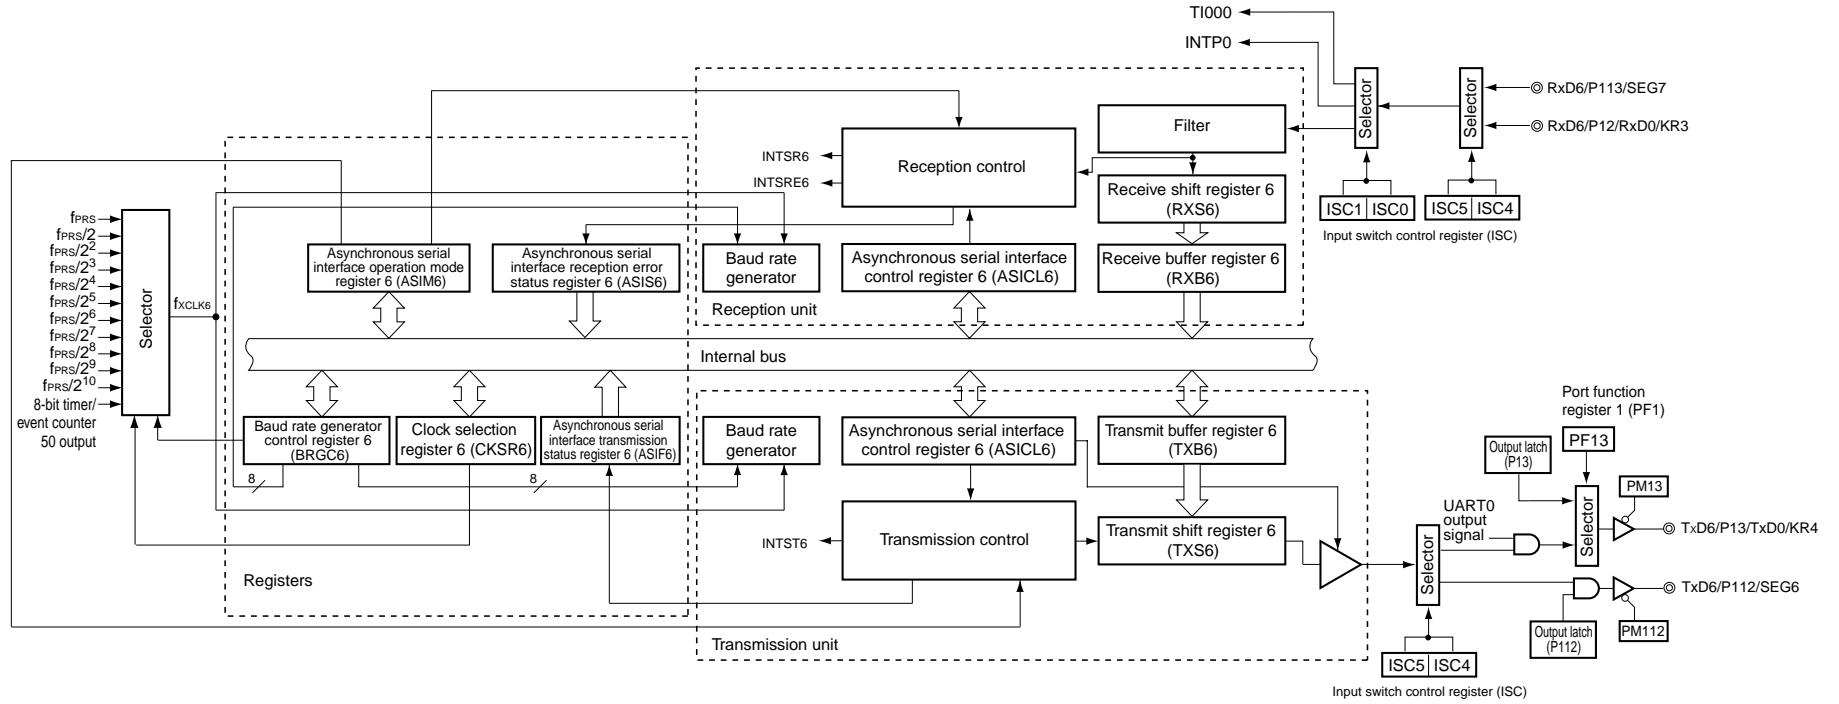 TI000
INTP0
RxD6/P113/SEG7
RxD6/P12/RxD0/KR3
Selector
Selector
ISC1 ISC0
ISC5 ISC4
Input switch control register (ISC)
Filter
Reception control
INTSR6
INTSRE6
Receive shift register 6
(RXS6)
Receive buffer register 6
(RXB6)
Asynchronous serial interface
control register 6 (ASICL6)
Baud rate
generator
Reception unit
Asynchronous serial
interface operation mode
register 6 (ASIM6)
Asynchronous serial
interface reception error
status register 6 (ASIS6)
fPRS
fPRS/2
fPRS/2²
fPRS/2³
fPRS/2⁴
fPRS/2⁵
fPRS/2⁶
fPRS/2⁷
fPRS/2⁸
fPRS/2⁹
fPRS/2¹⁰
8-bit timer/
event counter
50 output
Selector
fXCLK6
Internal bus
Baud rate generator
control register 6
(BRGC6)
Clock selection
register 6 (CKSR6)
Asynchronous serial
interface transmission
status register 6 (ASIF6)
8
8
Registers
Baud rate
generator
Asynchronous serial interface
control register 6 (ASICL6)
Transmit buffer register 6
(TXB6)
Transmission control
INTST6
Transmit shift register 6
(TXS6)
Transmission unit
Selector
ISC5 ISC4
Input switch control register (ISC)
UART0
output
signal
Port function
register 1 (PF1)
PF13
Output latch
(P13)
Selector
PM13
TxD6/P13/TxD0/KR4
TxD6/P112/SEG6
Output latch
(P112)
PM112